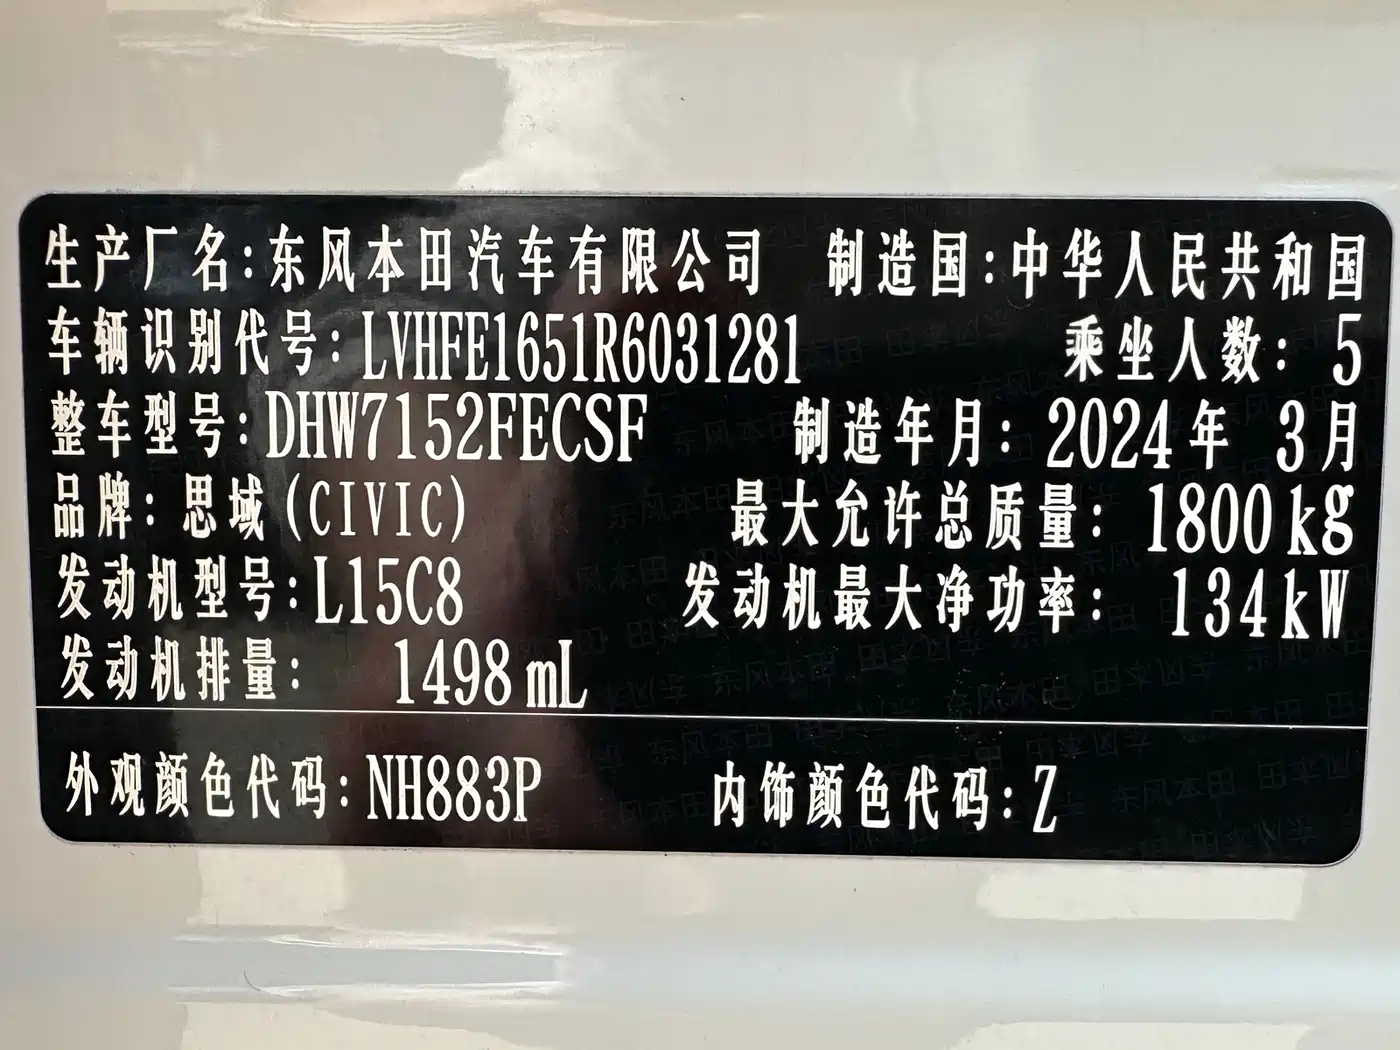 生产厂名:东风本田汽车有限公司 制造国:中华人民共和国
车辆识别代号:LVHFE1651R6031281 乘坐人数: 5
整车型号:DHW7152FECSF 制造年月: 2024年 3月
品牌: 思域(CIVIC) 最大允许总质量: 1800kg
发动机型号:L15C8 发动机最大净功率: 134kW
发动机排量: 1498mL
外观颜色代码:NH883P 内饰颜色代码:Z